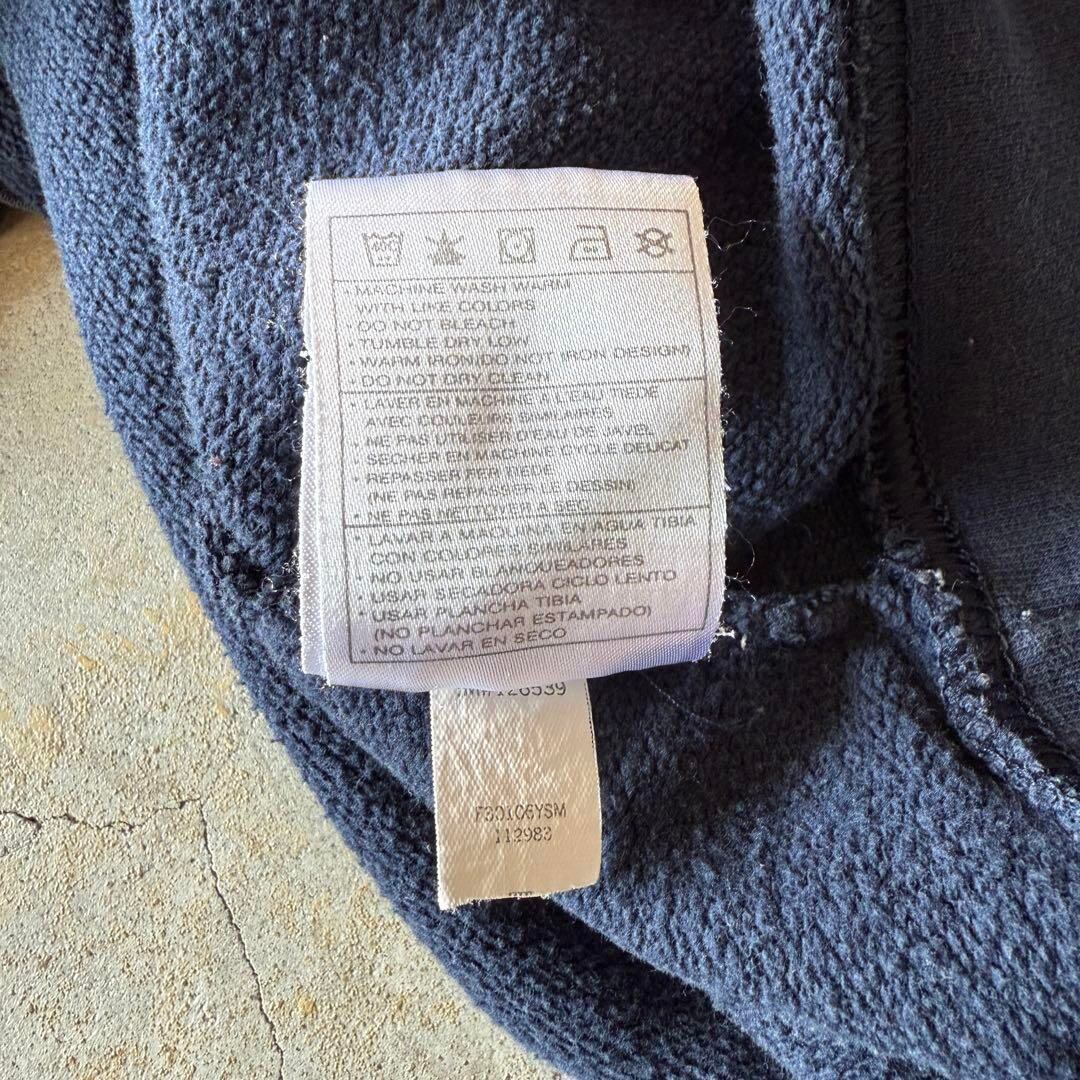 • MACHINE WASH WARM
WITH LIKE COLORS
• DO NOT BLEACH
• TUMBLE DRY LOW
• WARM IRON/DO NOT IRON DESIGN)
• DO NOT DRY CLEAN
• LAVER EN MACHINE A L'EAU TIEDE
AVEC COULEURS SIMILAIRES
• NE PAS UTILISER D'EAU DE JAVEL
• SECHER EN MACHINE CYCLE DELICAT
• REPASSER FER TIEDE
(NE PAS REPASSER LE DESSIN)
• NE PAS NETTOYER A SEC
• LAVAR A MAQUINA EN AGUA TIBIA
CON COLORES SIMILARES
• NO USAR BLANQUEADORES
• USAR SECADORA CICLO LENTO
• USAR PLANCHA TIBIA
(NO PLANCHAR ESTAMPADO)
• NO LAVAR EN SECO
#126539
112983